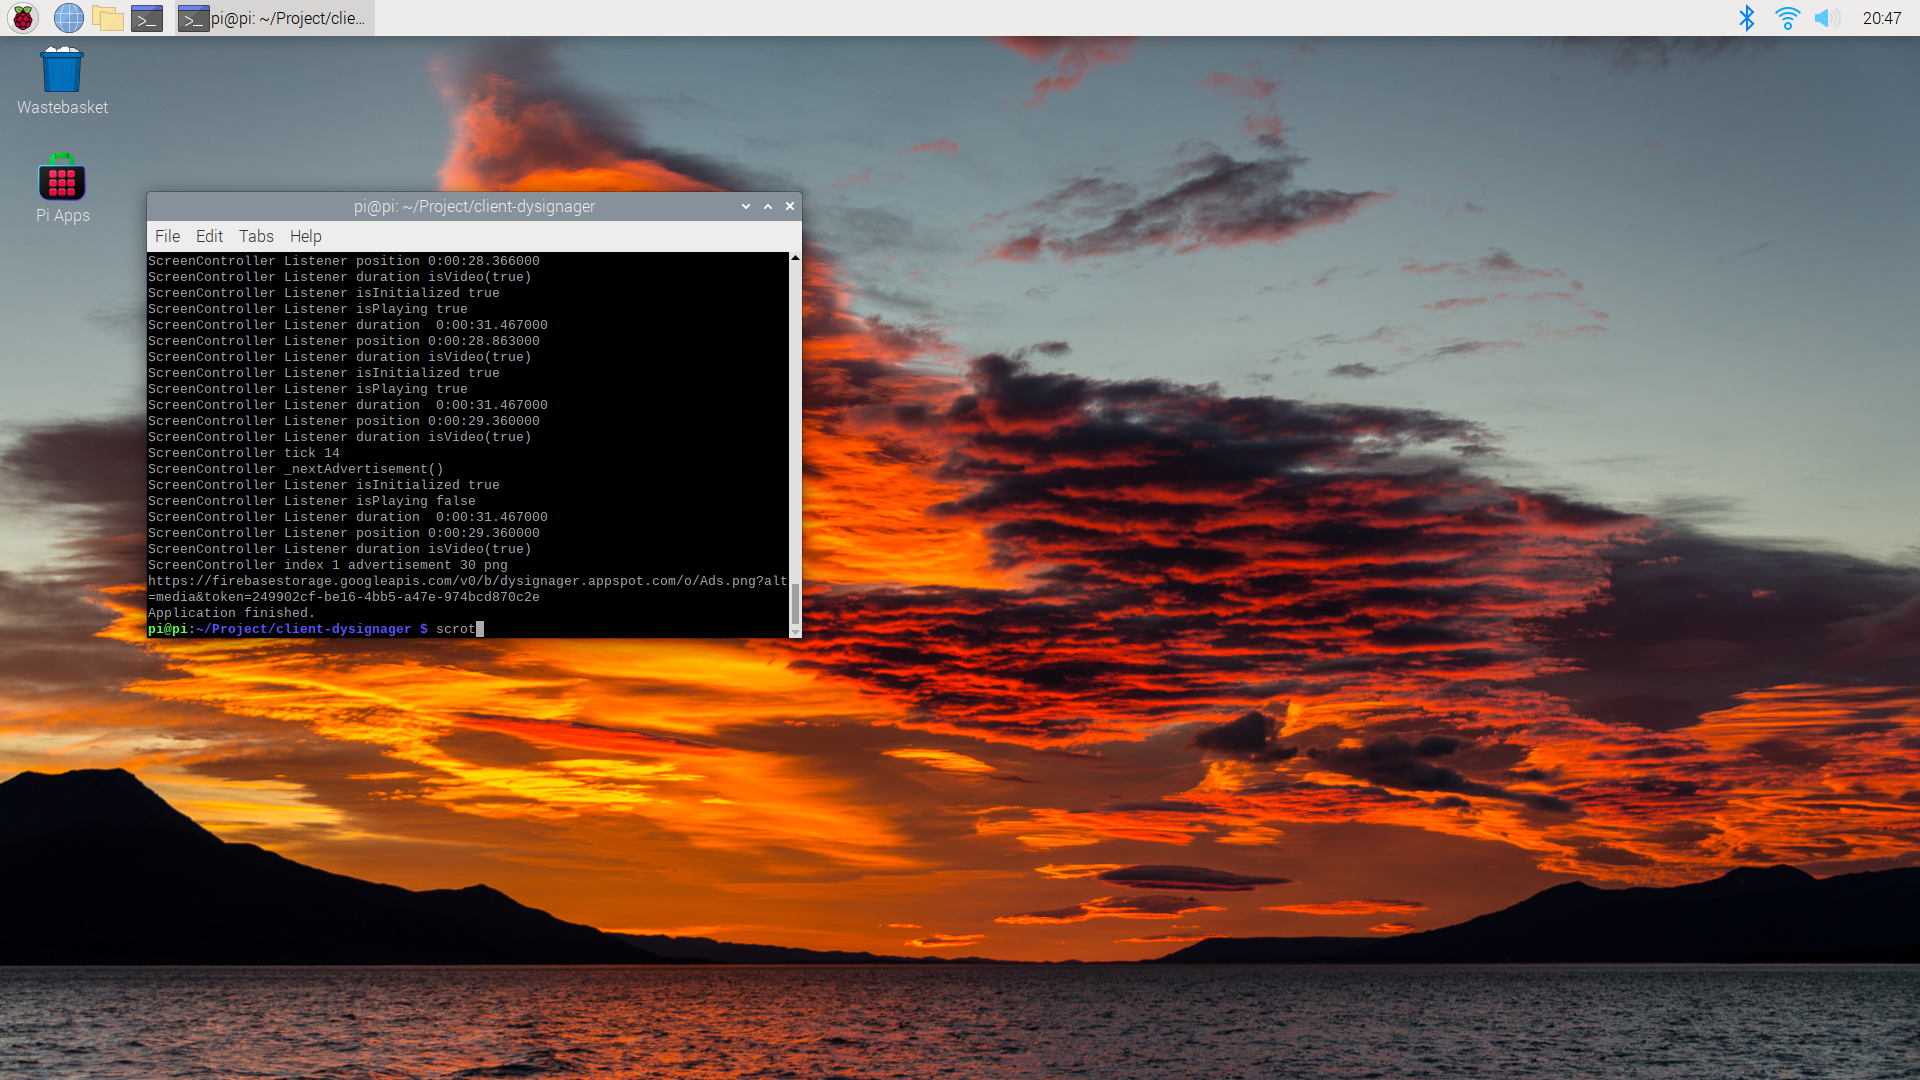 pi@pi: ~/Project/clie...
20:47
Wastebasket
Pi Apps
pi@pi: ~/Project/client-dysignager
File Edit Tabs Help
ScreenController Listener position 0:00:28.366000
ScreenController Listener duration isVideo(true)
ScreenController Listener isInitialized true
ScreenController Listener isPlaying true
ScreenController Listener duration  0:00:31.467000
ScreenController Listener position 0:00:28.863000
ScreenController Listener duration isVideo(true)
ScreenController Listener isInitialized true
ScreenController Listener isPlaying true
ScreenController Listener duration  0:00:31.467000
ScreenController Listener position 0:00:29.360000
ScreenController Listener duration isVideo(true)
ScreenController tick 14
ScreenController _nextAdvertisement()
ScreenController Listener isInitialized true
ScreenController Listener isPlaying false
ScreenController Listener duration  0:00:31.467000
ScreenController Listener position 0:00:29.360000
ScreenController Listener duration isVideo(true)
ScreenController index 1 advertisement 30 png
https://firebasestorage.googleapis.com/v0/b/dysignager.appspot.com/o/Ads.png?alt
=media&token=249902cf-be16-4bb5-a47e-974bcd870c2e
Application finished.
pi@pi:~/Project/client-dysignager $ scrot